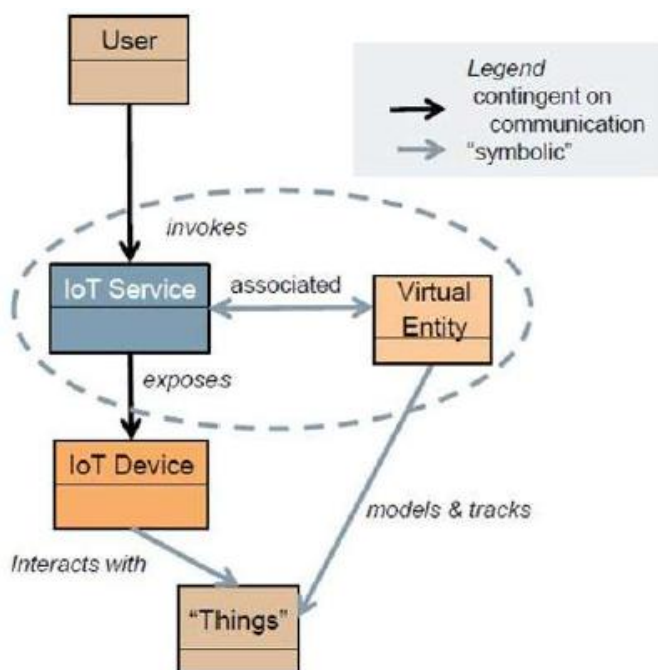 User
Legend
contingent on
communication
"symbolic"
invokes
IoT Service
associated
Virtual
Entity
exposes
IoT Device
models & tracks
Interacts with
“Things”